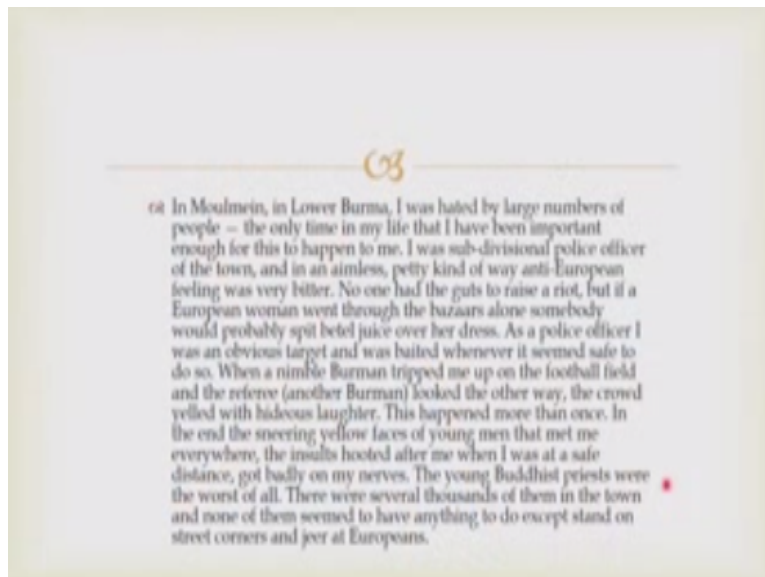 In Moulmein, in Lower Burma, I was hated by large numbers of
people – the only time in my life that I have been important
enough for this to happen to me. I was sub-divisional police officer
of the town, and in an aimless, petty kind of way anti-European
feeling was very bitter. No one had the guts to raise a riot, but if a
European woman went through the bazaars alone somebody
would probably spit betel juice over her dress. As a police officer I
was an obvious target and was baited whenever it seemed safe to
do so. When a nimble Burman tripped me up on the football field
and the referee (another Burman) looked the other way, the crowd
yelled with hideous laughter. This happened more than once. In
the end the sneering yellow faces of young men that met me
everywhere, the insults hooted after me when I was at a safe
distance, got badly on my nerves. The young Buddhist priests were
the worst of all. There were several thousands of them in the town
and none of them seemed to have anything to do except stand on
street corners and jeer at Europeans.